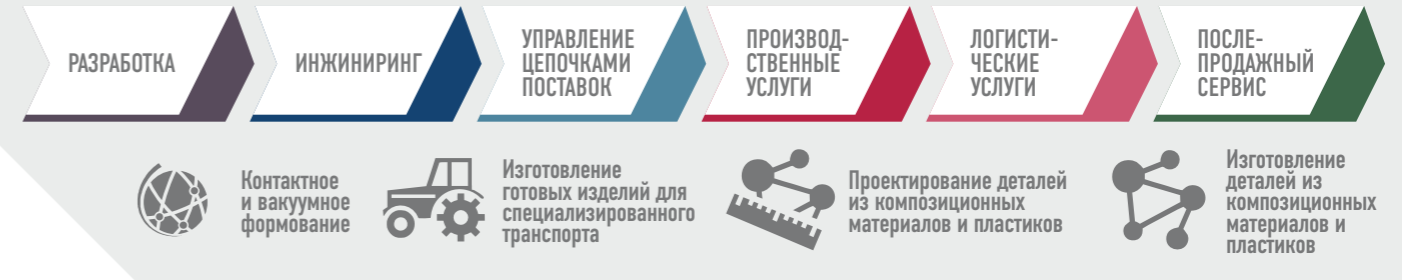 РАЗРАБОТКА
ИНЖИНИРИНГ
УПРАВЛЕНИЕ
ЦЕПОЧКАМИ
ПОСТАВОК
ПРОИЗВОД-
СТВЕННЫЕ
УСЛУГИ
ЛОГИСТИ-
ЧЕСКИЕ
УСЛУГИ
ПОСЛЕ-
ПРОДАЖНЫЙ
СЕРВИС
Контактное
и вакуумное
формование
Изготовление
готовых изделий для
специализированного
транспорта
Проектирование деталей
из композиционных
материалов и пластиков
Изготовление
деталей из
композиционных
материалов и
пластиков